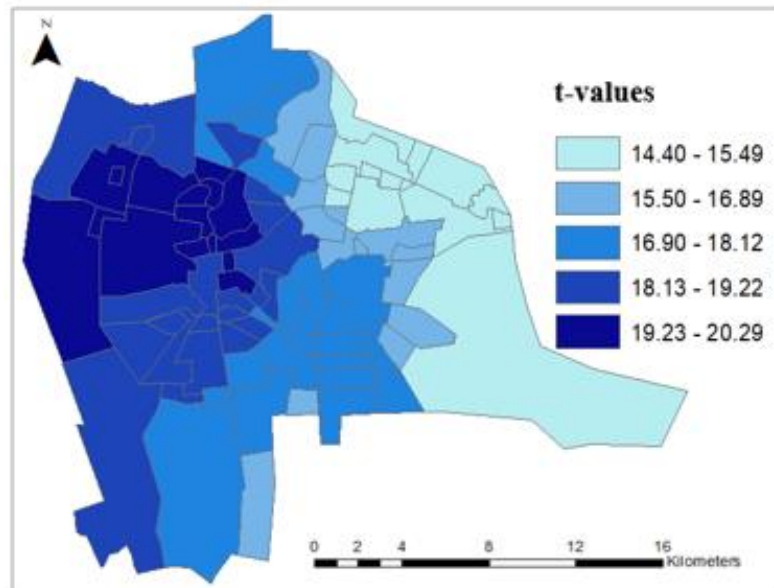 N
t-values
14.40 - 15.49
15.50 - 16.89
16.90 - 18.12
18.13 - 19.22
19.23 - 20.29
0 2 4 8 12 16
Kilometers